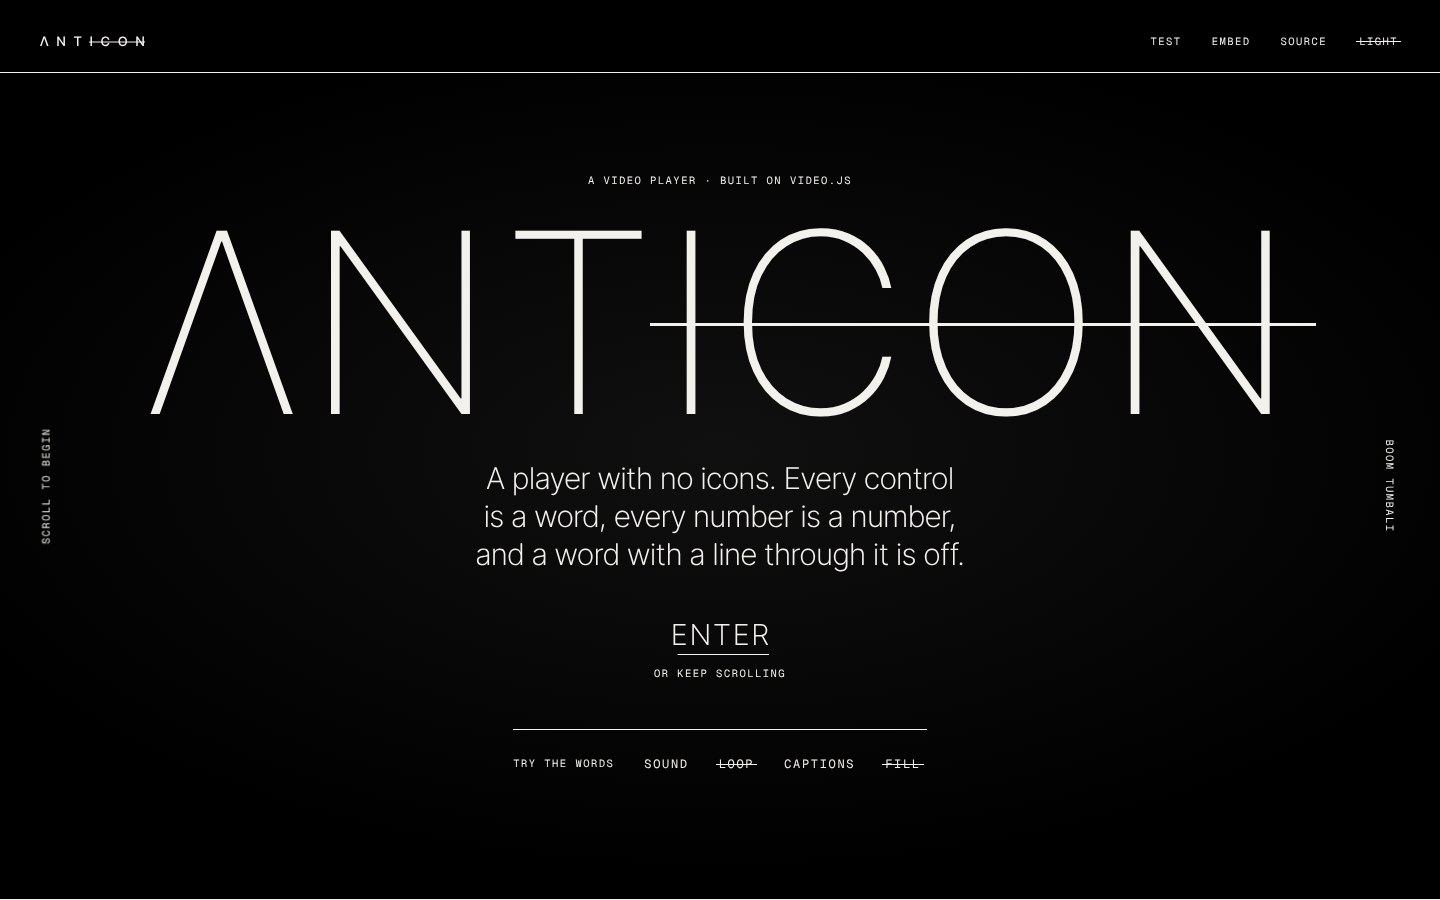 ΛNTICON
TEST EMBED SOURCE LIGHT
A VIDEO PLAYER · BUILT ON VIDEO.JS
ΛNTICON
A player with no icons. Every control
is a word, every number is a number,
and a word with a line through it is off.
SCROLL TO BEGIN
BOOM TUMBALI
ENTER
OR KEEP SCROLLING
TRY THE WORDS SOUND LOOP CAPTIONS FILL